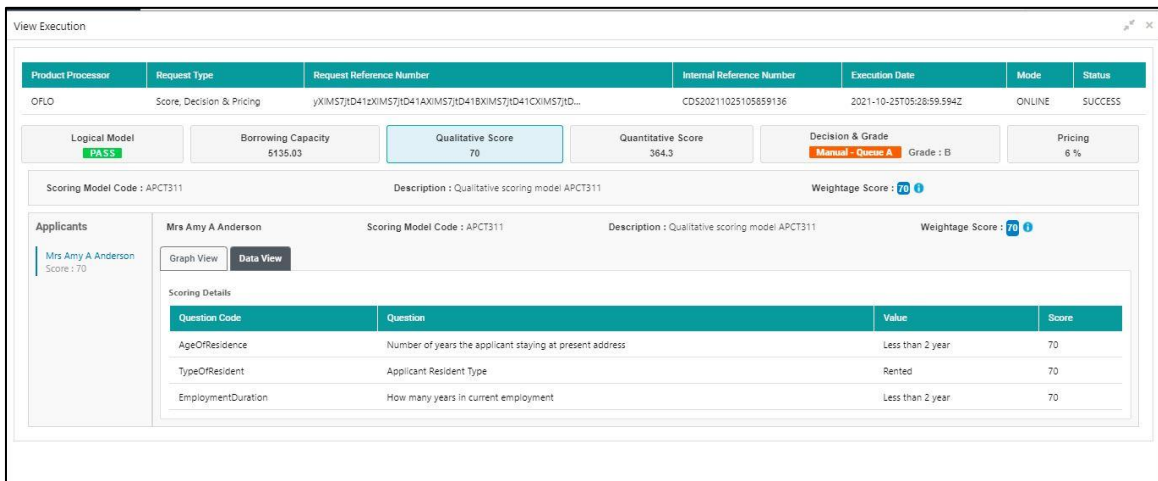 View Execution
Product Processor Request Type Request Reference Number Internal Reference Number Execution Date Mode Status
OFLO Score, Decision & Pricing yXIMS7JtD41zXIMS7JtD41AXIMS7JtD41BXIMS7JtD41CXIMS7JtD... CDS20211025105859136 2021-10-25T05:28:59.594Z ONLINE SUCCESS
Logical Model Borrowing Capacity Qualitative Score Quantitative Score Decision & Grade Pricing
PASS 5135.03 70 364.3 Manual - Queue A Grade : B 6 %
Scoring Model Code : APCT311 Description : Qualitative scoring model APCT311 Weightage Score : 70
Applicants Mrs Amy A Anderson Scoring Model Code : APCT311 Description : Qualitative scoring model APCT311 Weightage Score : 70
Mrs Amy A Anderson
Score : 70
Graph View Data View
Scoring Details
Question Code Question Value Score
AgeOfResidence Number of years the applicant staying at present address Less than 2 year 70
TypeOfResident Applicant Resident Type Rented 70
EmploymentDuration How many years in current employment Less than 2 year 70